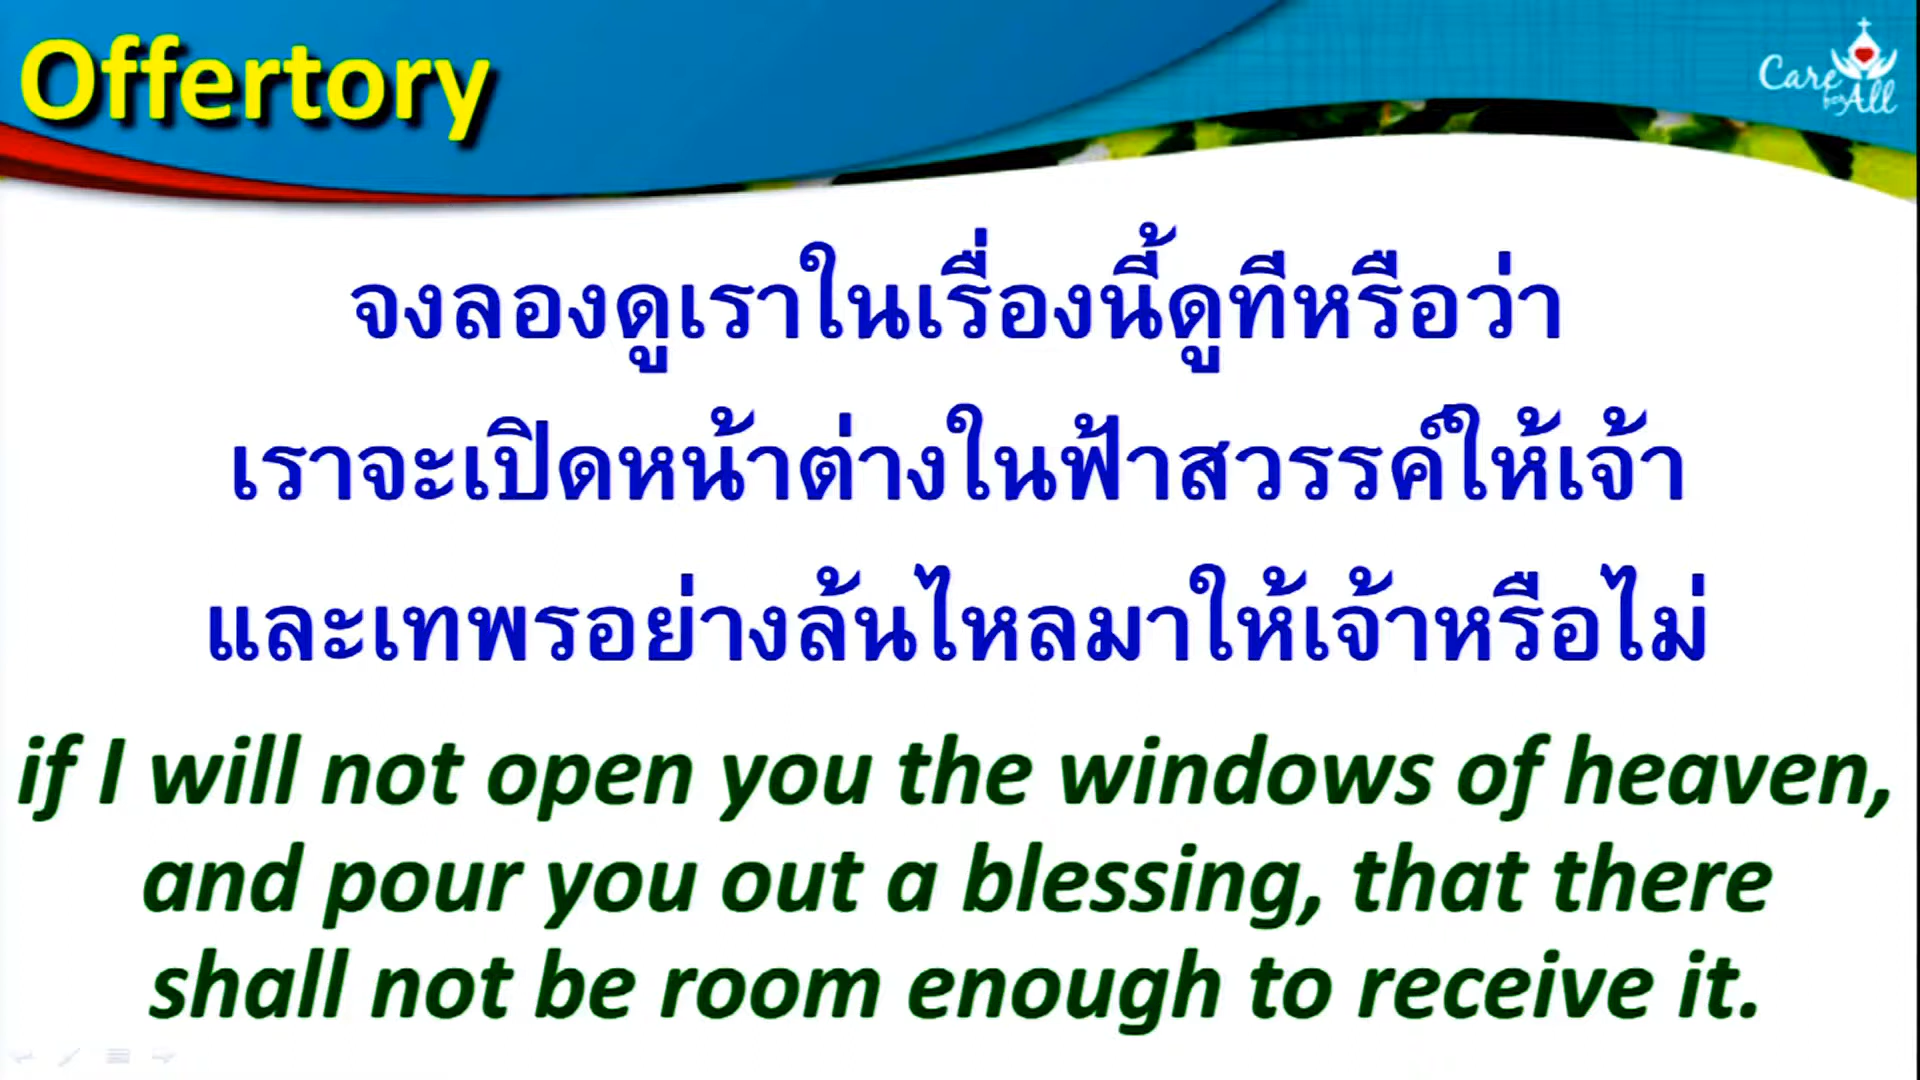 Offertory
Care
for All
จงลองดูเราในเรื่องนี้ดูทีหรือว่า
เราจะเปิดหน้าต่างในฟ้าสวรรค์ให้เจ้า
และเทพรอย่างล้นไหลมาให้เจ้าหรือไม่
if I will not open you the windows of heaven,
and pour you out a blessing, that there
shall not be room enough to receive it.